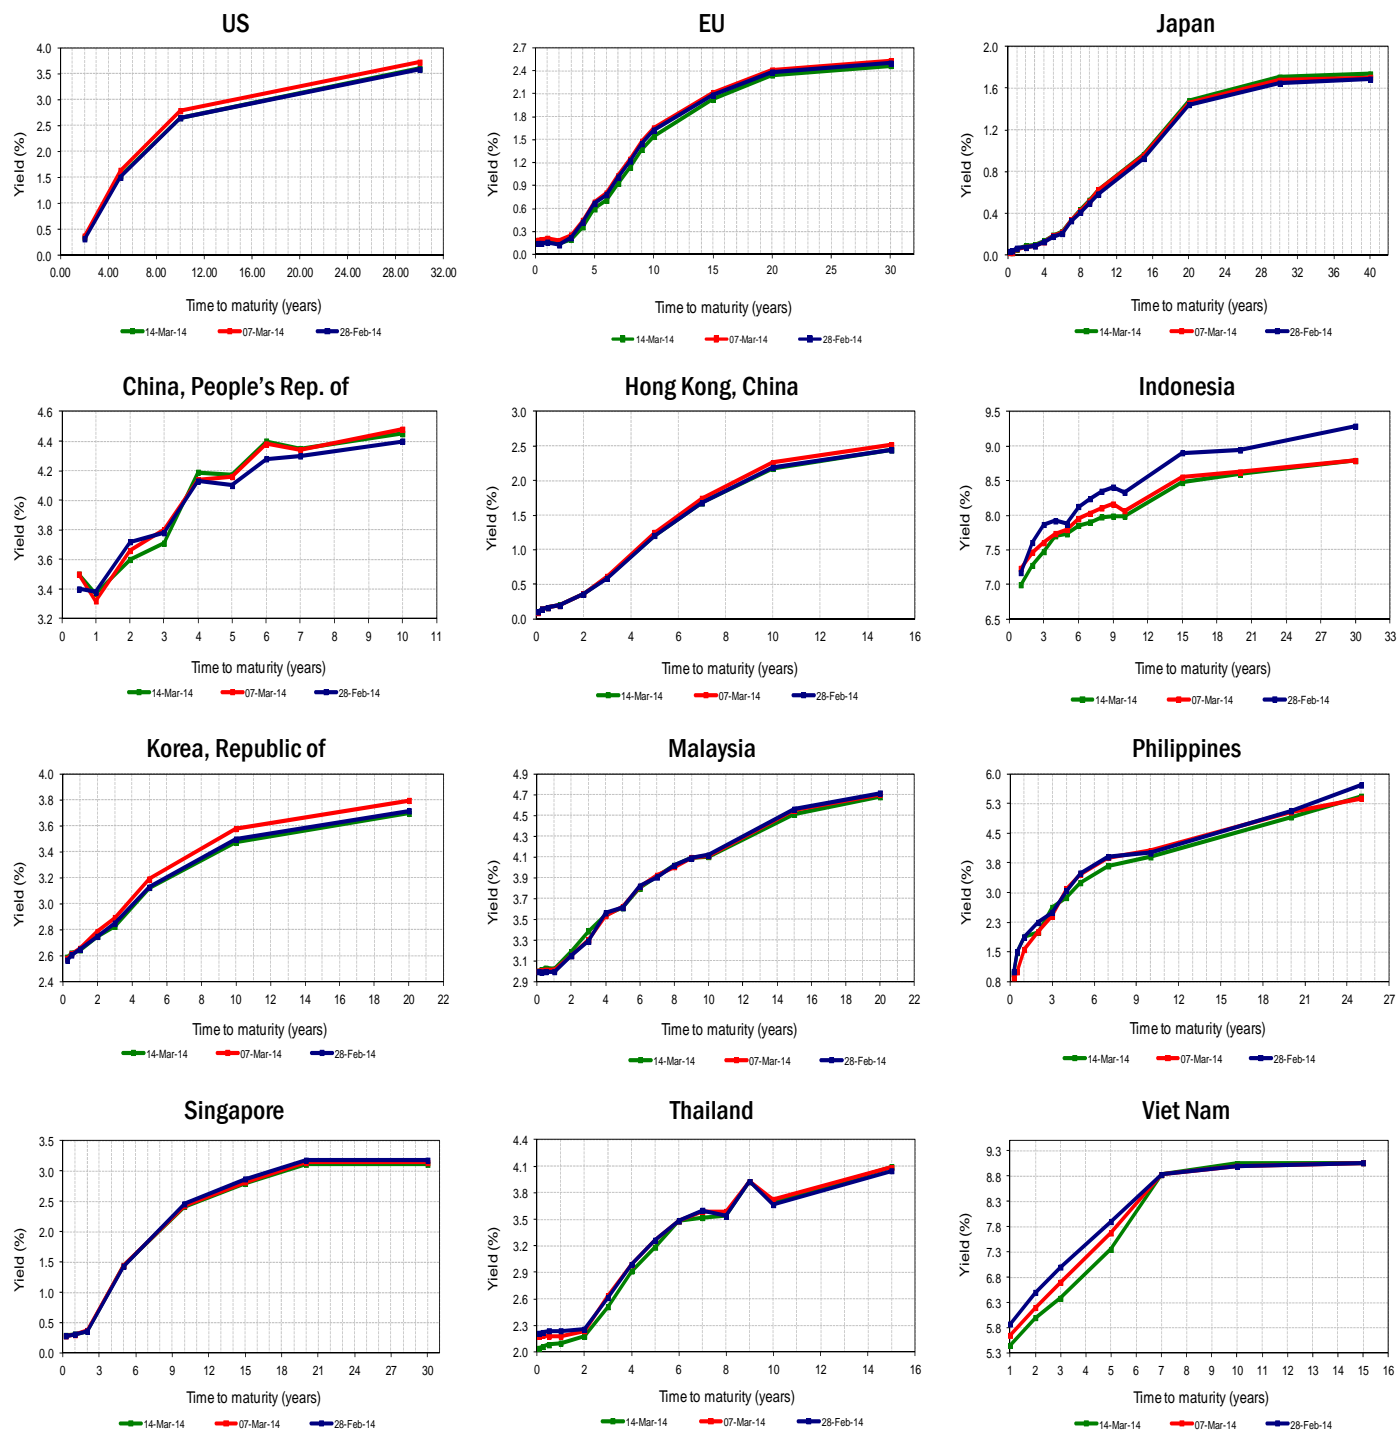 US
EU
Japan
4.0
3.5
3.0
2.5
2.0
1.5
1.0
0.5
0.0
Yield (%)
0.00 4.00 8.00 12.00 16.00 20.00 24.00 28.00 32.00
Time to maturity (years)
14-Mar-14 07-Mar-14 28-Feb-14
2.7
2.4
2.1
1.8
1.5
1.2
0.9
0.6
0.3
0.0
Yield (%)
0 5 10 15 20 25 30
Time to maturity (years)
14-Mar-14 07-Mar-14 28-Feb-14
2.0
1.6
1.2
0.8
0.4
0.0
Yield (%)
0 4 8 12 16 20 24 28 32 36 40
Time to maturity (years)
14-Mar-14 07-Mar-14 28-Feb-14
China, People's Rep. of
Hong Kong, China
Indonesia
4.6
4.4
4.2
4.0
3.8
3.6
3.4
3.2
Yield (%)
0 1 2 3 4 5 6 7 8 9 10 11
Time to maturity (years)
14-Mar-14 07-Mar-14 28-Feb-14
3.0
2.5
2.0
1.5
1.0
0.5
0.0
Yield (%)
0 2 4 6 8 10 12 14 16
Time to maturity (years)
14-Mar-14 07-Mar-14 28-Feb-14
9.5
9.0
8.5
8.0
7.5
7.0
6.5
Yield (%)
0 3 6 9 12 15 18 21 24 27 30 33
Time to maturity (years)
14-Mar-14 07-Mar-14 28-Feb-14
Korea, Republic of
Malaysia
Philippines
4.0
3.8
3.6
3.4
3.2
3.0
2.8
2.6
2.4
Yield (%)
0 2 4 6 8 10 12 14 16 18 20 22
Time to maturity (years)
14-Mar-14 07-Mar-14 28-Feb-14
4.9
4.7
4.5
4.3
4.1
3.9
3.7
3.5
3.3
3.1
2.9
Yield (%)
0 2 4 6 8 10 12 14 16 18 20 22
Time to maturity (years)
14-Mar-14 07-Mar-14 28-Feb-14
6.0
5.3
4.5
3.8
3.0
2.3
1.5
0.8
Yield (%)
0 3 6 9 12 15 18 21 24 27
Time to maturity (years)
14-Mar-14 07-Mar-14 28-Feb-14
Singapore
Thailand
Viet Nam
3.5
3.0
2.5
2.0
1.5
1.0
0.5
0.0
Yield (%)
0 3 6 9 12 15 18 21 24 27 30
Time to maturity (years)
14-Mar-14 07-Mar-14 28-Feb-14
4.4
4.1
3.8
3.5
3.2
2.9
2.6
2.3
2.0
Yield (%)
0 2 4 6 8 10 12 14 16
Time to maturity (years)
14-Mar-14 07-Mar-14 28-Feb-14
9.3
8.8
8.3
7.8
7.3
6.8
6.3
5.8
5.3
Yield (%)
1 2 3 4 5 6 7 8 9 10 11 12 13 14 15 16
Time to maturity (years)
14-Mar-14 07-Mar-14 28-Feb-14